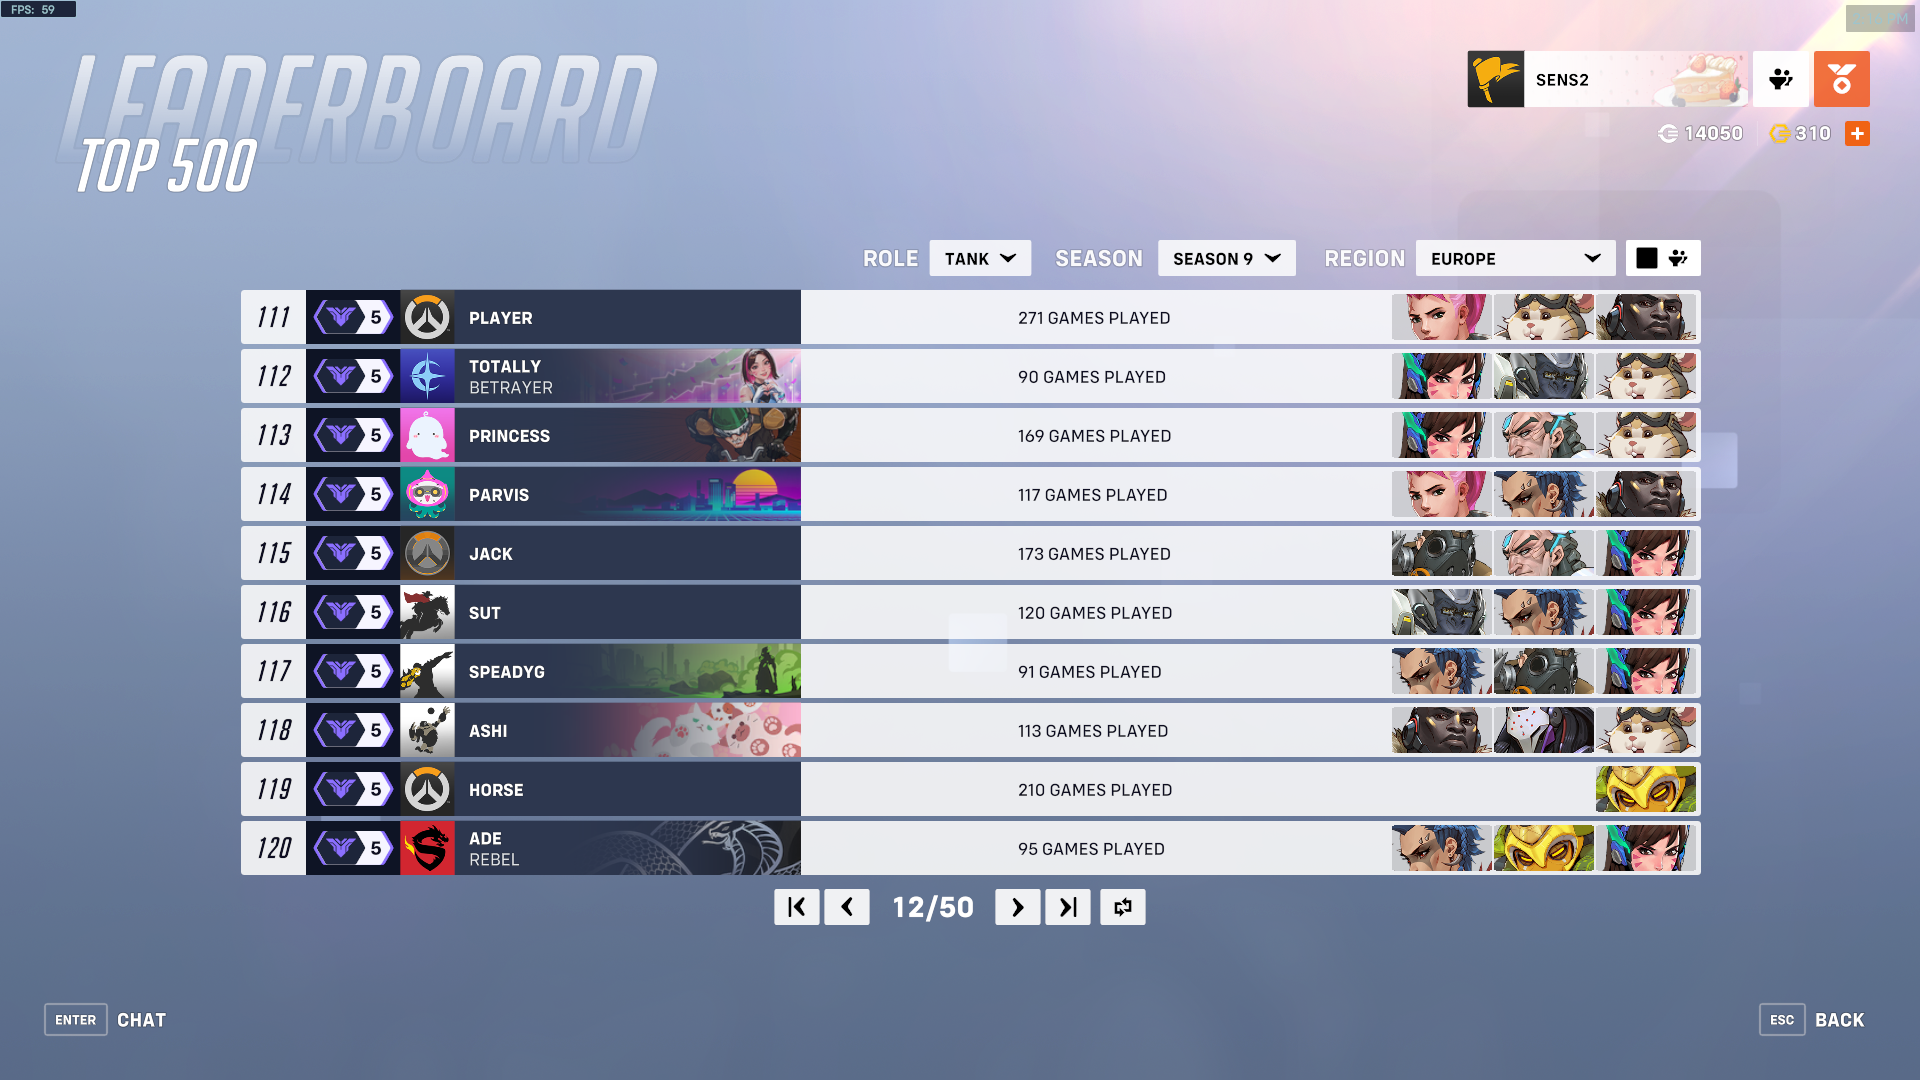 FPS: 59
LEADERBOARD
TOP 500
SENS2
14050 310
ROLE TANK SEASON SEASON 9 REGION EUROPE
111 5 PLAYER 271 GAMES PLAYED
112 5 TOTALLY BETRAYER 90 GAMES PLAYED
113 5 PRINCESS 169 GAMES PLAYED
114 5 PARVIS 117 GAMES PLAYED
115 5 JACK 173 GAMES PLAYED
116 5 SUT 120 GAMES PLAYED
117 5 SPEADYG 91 GAMES PLAYED
118 5 ASHI 113 GAMES PLAYED
119 5 HORSE 210 GAMES PLAYED
120 5 ADE REBEL 95 GAMES PLAYED
12/50
ENTER CHAT
ESC BACK